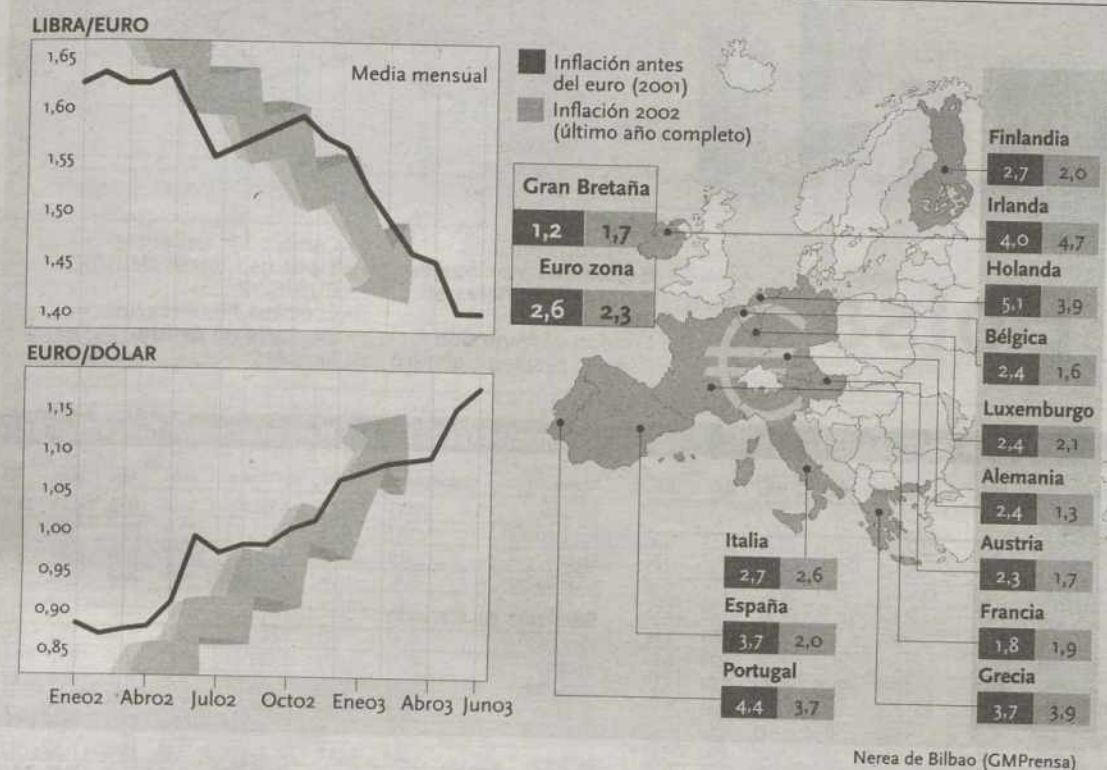 LIBRA/EURO
1,65
1,60
1,55
1,50
1,45
1,40
Media mensual
EURO/DÓLAR
1,15
1,10
1,05
1,00
0,95
0,90
0,85
Ene02 Abr02 Jul02 Oct02 Ene03 Abr03 Jun03
Inflación antes
del euro (2001)
Inflación 2002
(último año completo)
Gran Bretaña
1,2 1,7
Euro zona
2,6 2,3
€
Finlandia
2,7 2,0
Irlanda
4,0 4,7
Holanda
5,1 3,9
Bélgica
2,4 1,6
Luxemburgo
2,4 2,1
Alemania
2,4 1,3
Austria
2,3 1,7
Francia
1,8 1,9
Grecia
3,7 3,9
Italia
2,7 2,6
España
3,7 2,0
Portugal
4,4 3,7
Nerea de Bilbao (GMPrensa)